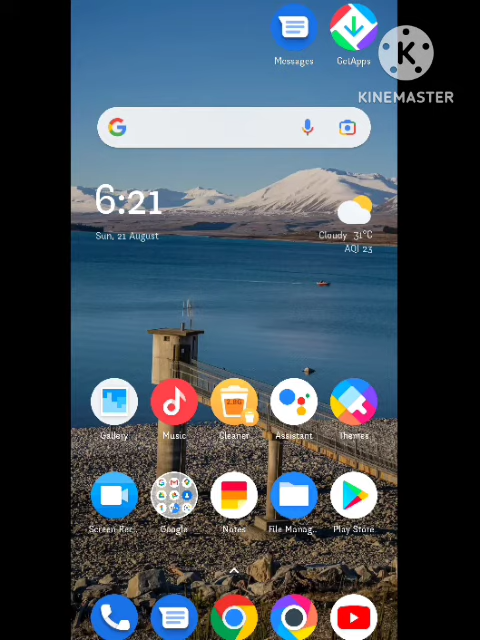 Messages
GetApps
KINEMASTER
6:21
Sun, 21 August
Cloudy 31°C
AQI 23
Gallery
Music
Cleaner
Assistant
Themes
Screen Rec..
Google
Notes
File Manag..
Play Store